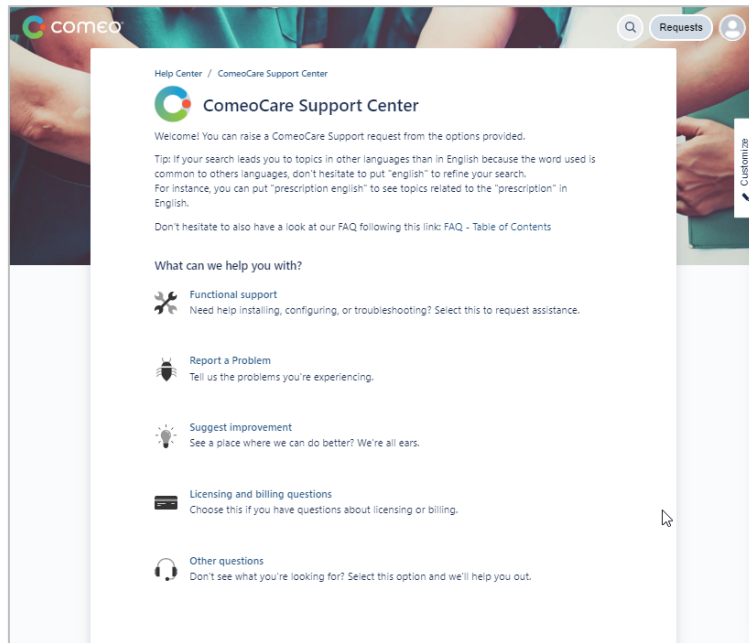 comeo
Requests
Customize
Help Center / ComeoCare Support Center
ComeoCare Support Center
Welcome! You can raise a ComeoCare Support request from the options provided.
Tip: If your search leads you to topics in other languages than in English because the word used is
common to others languages, don't hesitate to put "english" to refine your search.
For instance, you can put "prescription english" to see topics related to the "prescription" in
English.
Don't hesitate to also have a look at our FAQ following this link: FAQ - Table of Contents
What can we help you with?
Functional support
Need help installing, configuring, or troubleshooting? Select this to request assistance.
Report a Problem
Tell us the problems you're experiencing.
Suggest improvement
See a place where we can do better? We're all ears.
Licensing and billing questions
Choose this if you have questions about licensing or billing.
Other questions
Don't see what you're looking for? Select this option and we'll help you out.